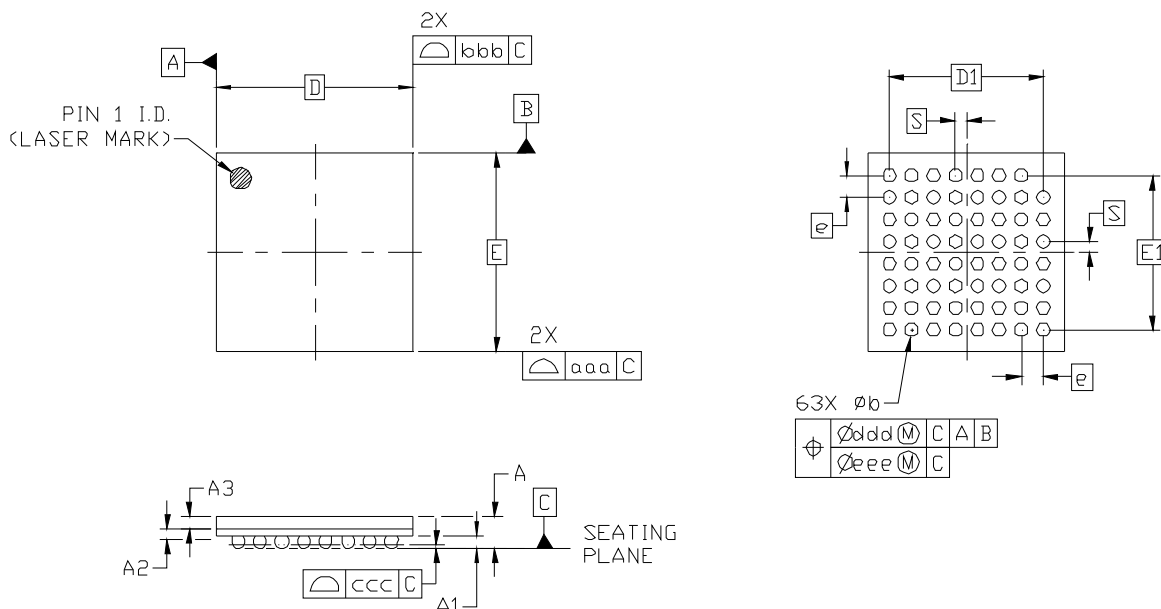 2X
bbb C
A
D
PIN 1 I.D.
(LASER MARK)
B
E
2X
aaa C
D1
S
e
S
E1
e
63X Øb
Øddd Ⓜ C A B
Øeee Ⓜ C
A3
A
C
SEATING
PLANE
A2
ccc C
A1